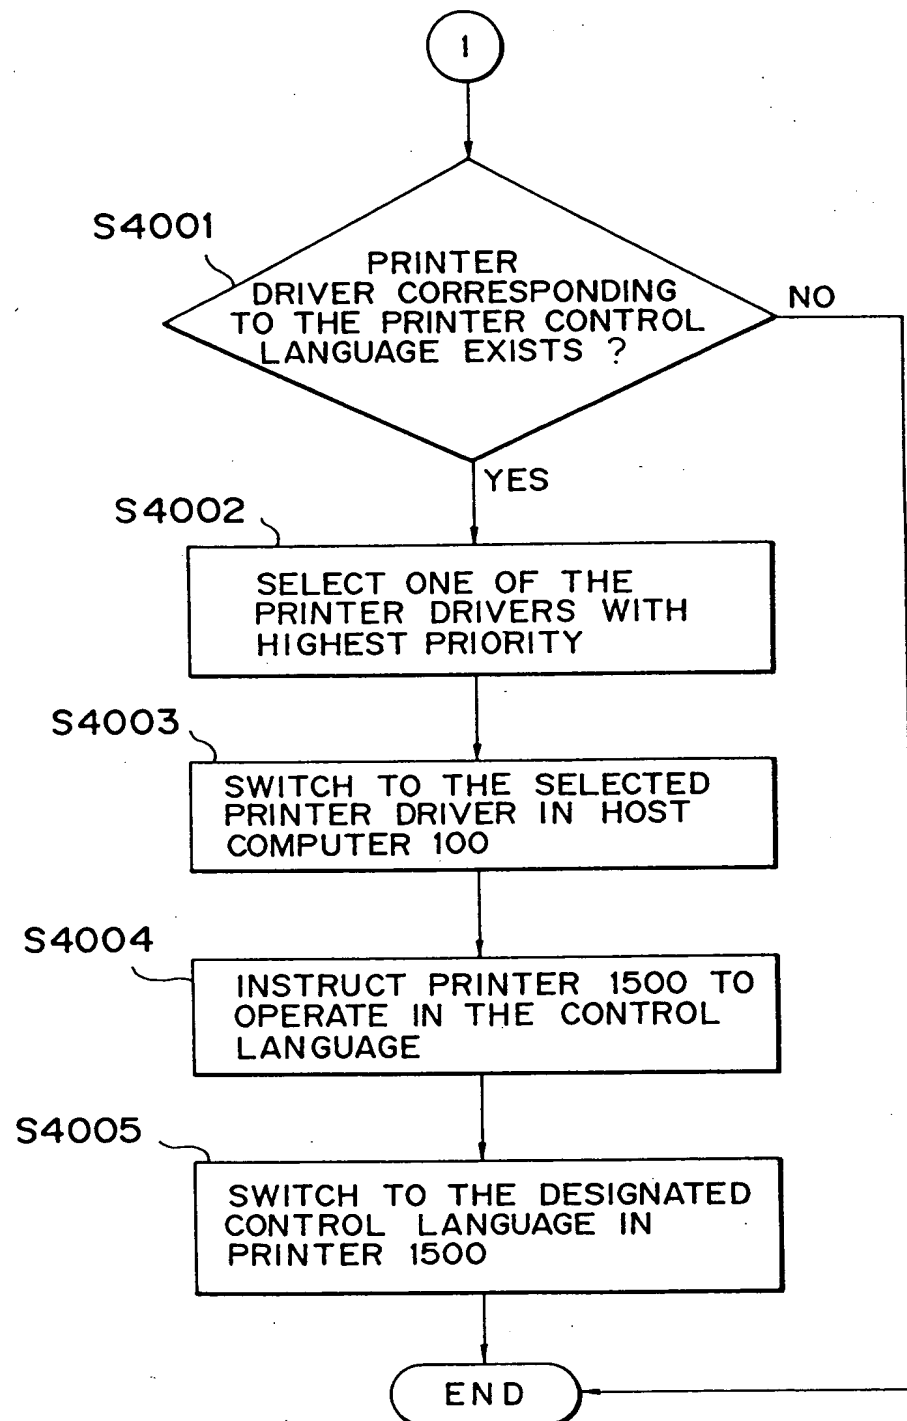 1
S4001
PRINTER
DRIVER CORRESPONDING
TO THE PRINTER CONTROL
LANGUAGE EXISTS ?
NO
YES
S4002
SELECT ONE OF THE
PRINTER DRIVERS WITH
HIGHEST PRIORITY
S4003
SWITCH TO THE SELECTED
PRINTER DRIVER IN HOST
COMPUTER 100
S4004
INSTRUCT PRINTER 1500 TO
OPERATE IN THE CONTROL
LANGUAGE
S4005
SWITCH TO THE DESIGNATED
CONTROL LANGUAGE IN
PRINTER 1500
END